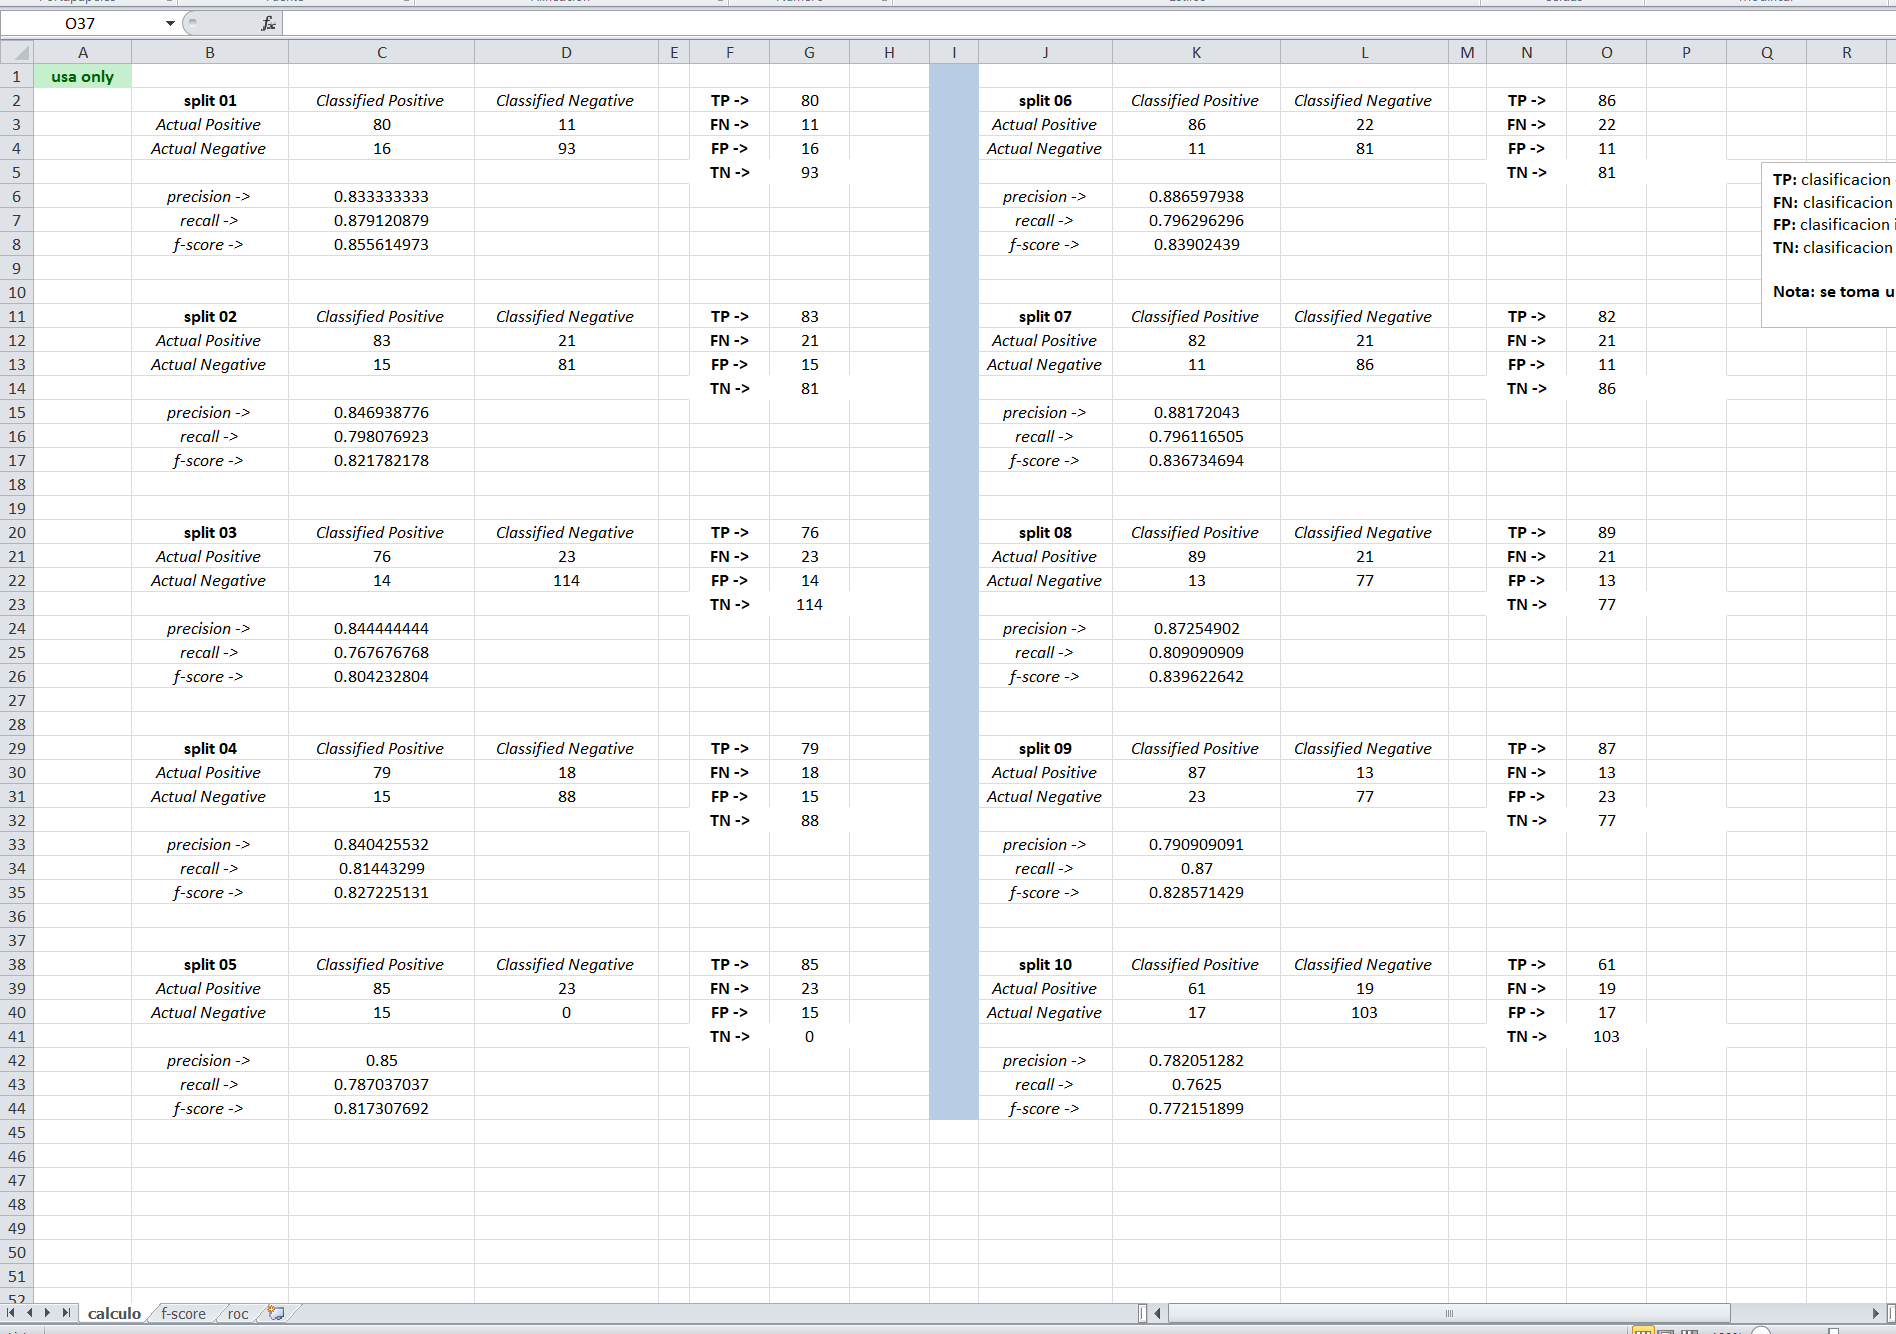 O37 fx
A B C D E F G H I J K L M N O P Q R
1 usa only
2 split 01 Classified Positive Classified Negative TP -> 80 split 06 Classified Positive Classified Negative TP -> 86
3 Actual Positive 80 11 FN -> 11 Actual Positive 86 22 FN -> 22
4 Actual Negative 16 93 FP -> 16 Actual Negative 11 81 FP -> 11
5 TN -> 93 TN -> 81
TP: clasificacion
6 precision -> 0.833333333 precision -> 0.886597938
FN: clasificacion
7 recall -> 0.879120879 recall -> 0.796296296
FP: clasificacion i
8 f-score -> 0.855614973 f-score -> 0.83902439
TN: clasificacion
9
10
Nota: se toma u
11 split 02 Classified Positive Classified Negative TP -> 83 split 07 Classified Positive Classified Negative TP -> 82
12 Actual Positive 83 21 FN -> 21 Actual Positive 82 21 FN -> 21
13 Actual Negative 15 81 FP -> 15 Actual Negative 11 86 FP -> 11
14 TN -> 81 TN -> 86
15 precision -> 0.846938776 precision -> 0.88172043
16 recall -> 0.798076923 recall -> 0.796116505
17 f-score -> 0.821782178 f-score -> 0.836734694
18
19
20 split 03 Classified Positive Classified Negative TP -> 76 split 08 Classified Positive Classified Negative TP -> 89
21 Actual Positive 76 23 FN -> 23 Actual Positive 89 21 FN -> 21
22 Actual Negative 14 114 FP -> 14 Actual Negative 13 77 FP -> 13
23 TN -> 114 TN -> 77
24 precision -> 0.844444444 precision -> 0.87254902
25 recall -> 0.767676768 recall -> 0.809090909
26 f-score -> 0.804232804 f-score -> 0.839622642
27
28
29 split 04 Classified Positive Classified Negative TP -> 79 split 09 Classified Positive Classified Negative TP -> 87
30 Actual Positive 79 18 FN -> 18 Actual Positive 87 13 FN -> 13
31 Actual Negative 15 88 FP -> 15 Actual Negative 23 77 FP -> 23
32 TN -> 88 TN -> 77
33 precision -> 0.840425532 precision -> 0.790909091
34 recall -> 0.81443299 recall -> 0.87
35 f-score -> 0.827225131 f-score -> 0.828571429
36
37
38 split 05 Classified Positive Classified Negative TP -> 85 split 10 Classified Positive Classified Negative TP -> 61
39 Actual Positive 85 23 FN -> 23 Actual Positive 61 19 FN -> 19
40 Actual Negative 15 0 FP -> 15 Actual Negative 17 103 FP -> 17
41 TN -> 0 TN -> 103
42 precision -> 0.85 precision -> 0.782051282
43 recall -> 0.787037037 recall -> 0.7625
44 f-score -> 0.817307692 f-score -> 0.772151899
45
46
47
48
49
50
51
52
calculo f-score roc